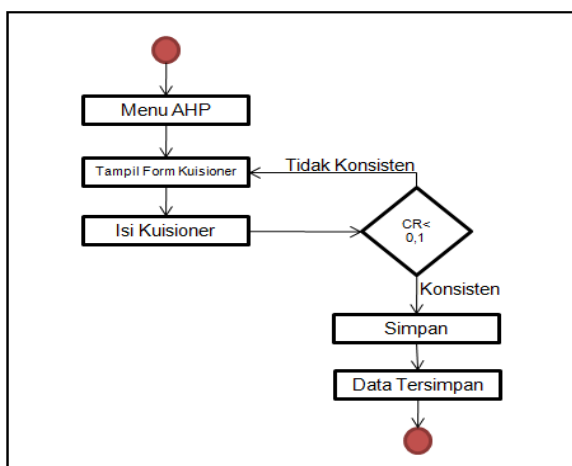 Menu AHP
Tampil Form Kuisioner
Tidak Konsisten
Isi Kuisioner
CR<
0,1
Konsisten
Simpan
Data Tersimpan